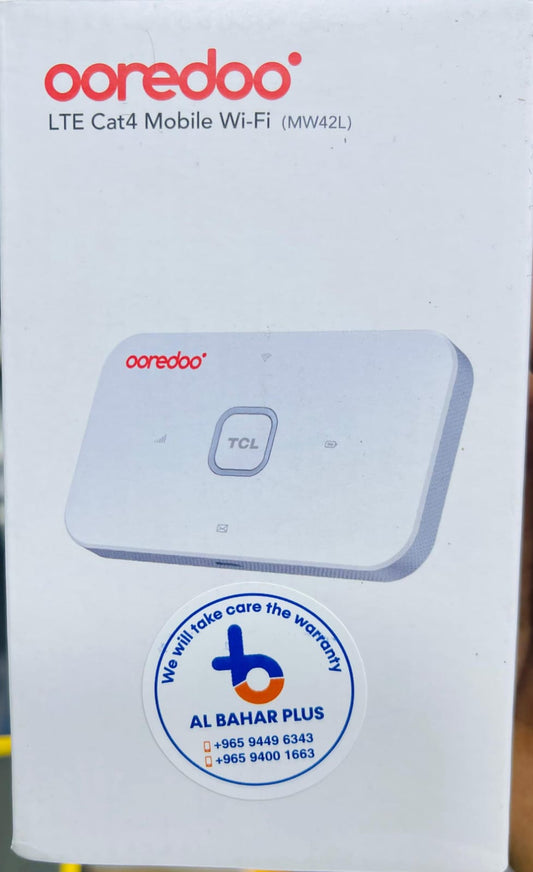 ooredoo
LTE Cat4 Mobile Wi-Fi (MW42L)
ooredoo
TCL
We will take care the warranty
AL BAHAR PLUS
+965 9449 6343
+965 9400 1663